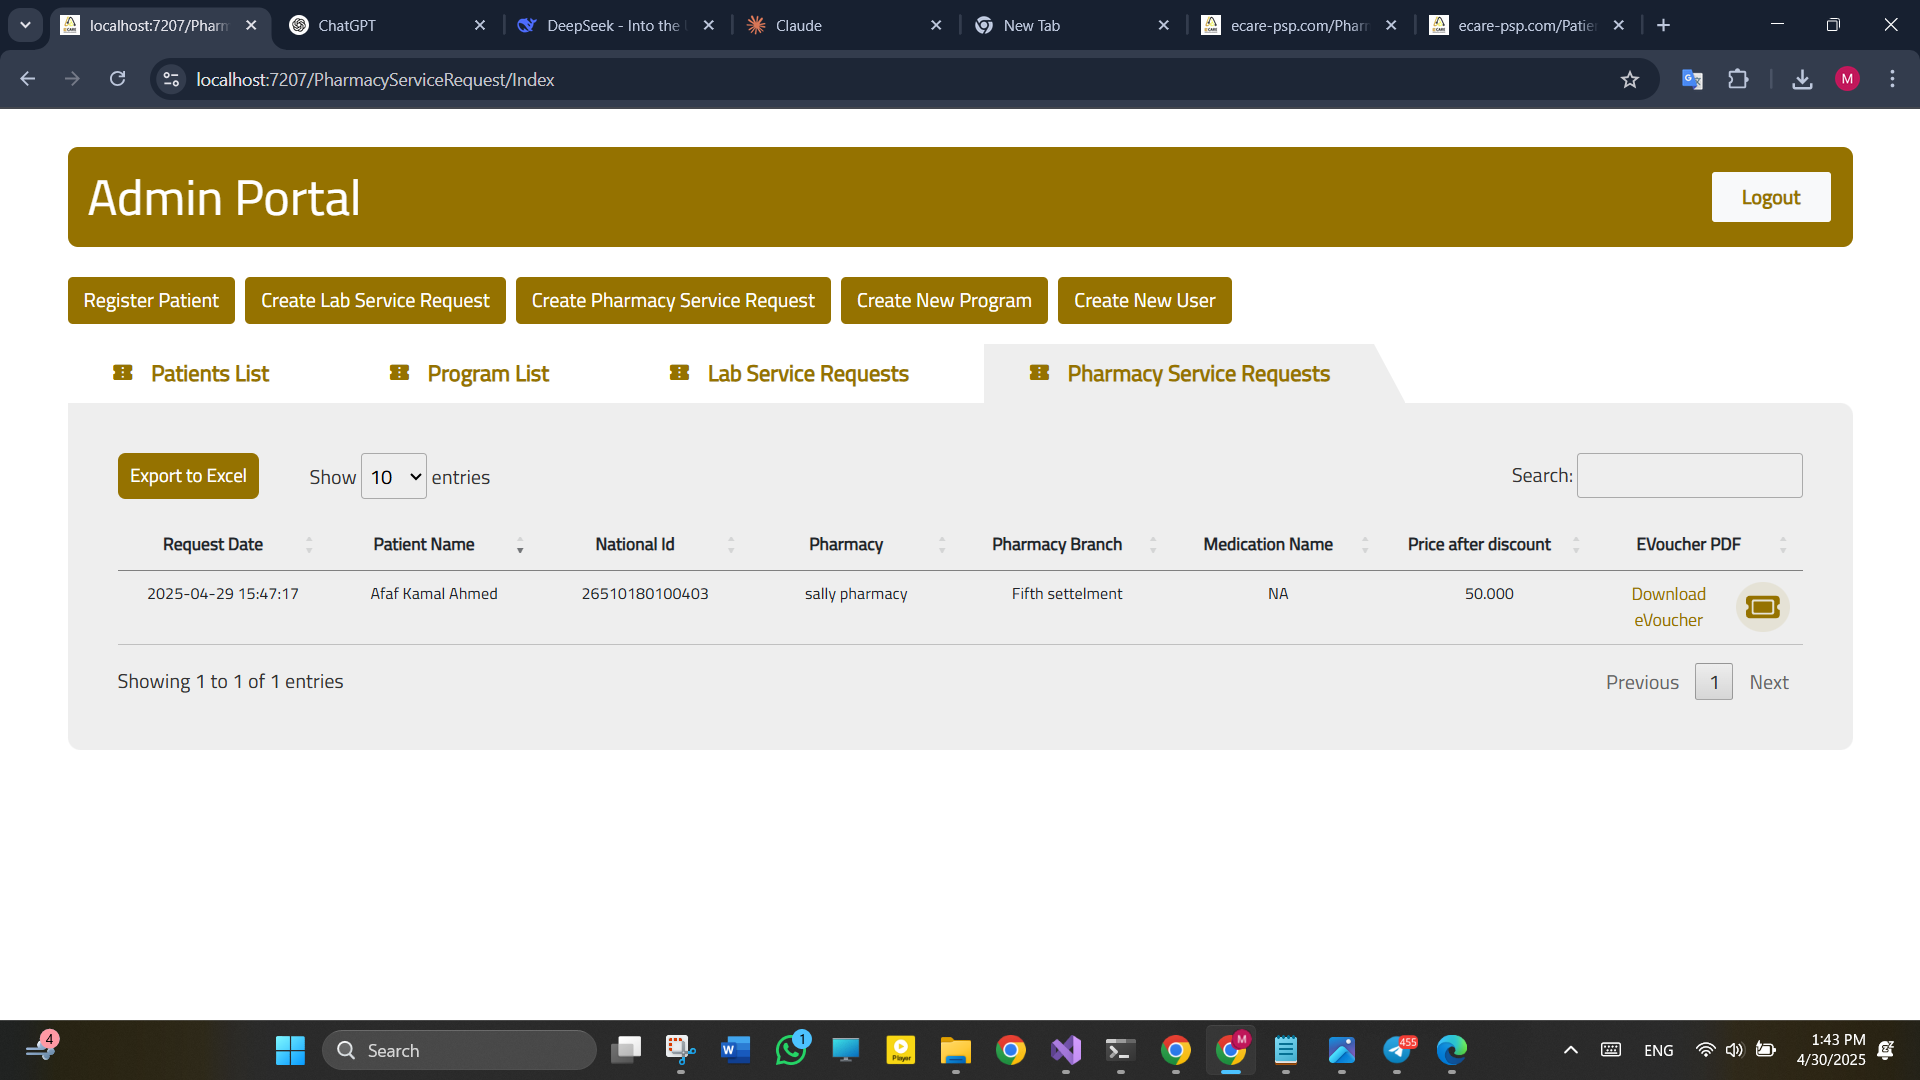 localhost:7207/Pharm
ChatGPT
DeepSeek - Into the
Claude
New Tab
ecare-psp.com/Pharm
ecare-psp.com/Patie
localhost:7207/PharmacyServiceRequest/Index
M
Admin Portal
Logout
Register Patient
Create Lab Service Request
Create Pharmacy Service Request
Create New Program
Create New User
Patients List
Program List
Lab Service Requests
Pharmacy Service Requests
Export to Excel
Show 10 entries
Search:
Request Date
Patient Name
National Id
Pharmacy
Pharmacy Branch
Medication Name
Price after discount
EVoucher PDF
2025-04-29 15:47:17
Afaf Kamal Ahmed
26510180100403
sally pharmacy
Fifth settelment
NA
50.000
Download
eVoucher
Showing 1 to 1 of 1 entries
Previous
1
Next
4
Search
W
1
Player
M
455
ENG
1:43 PM
4/30/2025